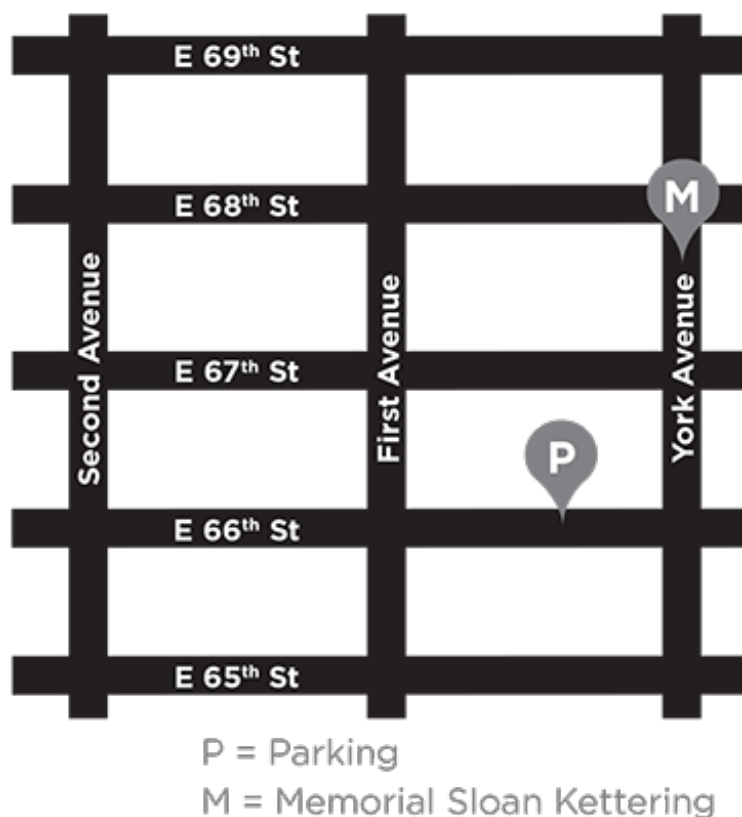 E 69th St
E 68th St
M
Second Avenue
First Avenue
York Avenue
E 67th St
P
E 66th St
E 65th St
P = Parking
M = Memorial Sloan Kettering